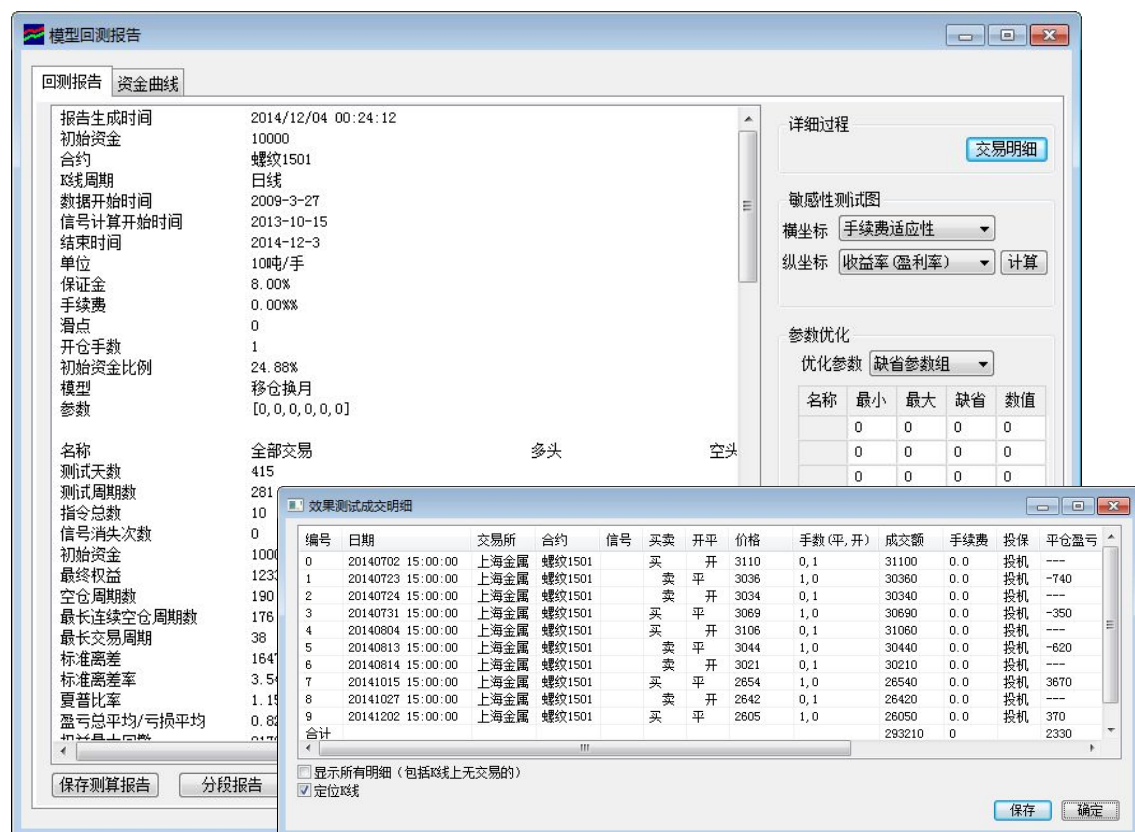 模型回测报告
回测报告 资金曲线
报告生成时间 2014/12/04 00:24:12
初始资金 10000
合约 螺纹1501
K线周期 日线
数据开始时间 2009-3-27
信号计算开始时间 2013-10-15
结束时间 2014-12-3
单位 10吨/手
保证金 8.00%
手续费 0.00%%
滑点 0
开仓手数 1
初始资金比例 24.88%
模型 移仓换月
参数 [0,0,0,0,0,0]
名称 全部交易 多头 空头
测试天数 415
测试周期数 281
指令总数 10
信号消失次数 0
初始资金 1000
最终权益 1233
空仓周期数 190
最长连续空仓周期数 176
最长交易周期 38
标准离差 1647
标准离差率 3.54
夏普比率 1.15
盈亏总平均/亏损平均 0.82
保存测算报告 分段报告
详细过程
交易明细
敏感性测试图
横坐标 手续费适应性
纵坐标 收益率(盈利率) 计算
参数优化
优化参数 缺省参数组
名称 最小 最大 缺省 数值
0 0 0 0
0 0 0 0
0 0 0 0
效果测试成交明细
编号 日期 交易所 合约 信号 买卖 开平 价格 手数(平,开) 成交额 手续费 投保 平仓盈亏
0 20140702 15:00:00 上海金属 螺纹1501 买 开 3110 0,1 31100 0.0 投机 ---
1 20140723 15:00:00 上海金属 螺纹1501 卖 平 3036 1,0 30360 0.0 投机 -740
2 20140724 15:00:00 上海金属 螺纹1501 卖 开 3034 0,1 30340 0.0 投机 ---
3 20140731 15:00:00 上海金属 螺纹1501 买 平 3069 1,0 30690 0.0 投机 -350
4 20140804 15:00:00 上海金属 螺纹1501 买 开 3106 0,1 31060 0.0 投机 ---
5 20140813 15:00:00 上海金属 螺纹1501 卖 平 3044 1,0 30440 0.0 投机 -620
6 20140814 15:00:00 上海金属 螺纹1501 卖 开 3021 0,1 30210 0.0 投机 ---
7 20141015 15:00:00 上海金属 螺纹1501 买 平 2654 1,0 26540 0.0 投机 3670
8 20141027 15:00:00 上海金属 螺纹1501 卖 开 2642 0,1 26420 0.0 投机 ---
9 20141202 15:00:00 上海金属 螺纹1501 买 平 2605 1,0 26050 0.0 投机 370
合计 293210 0 2330
显示所有明细(包括K线上无交易的)
定位K线
保存 确定